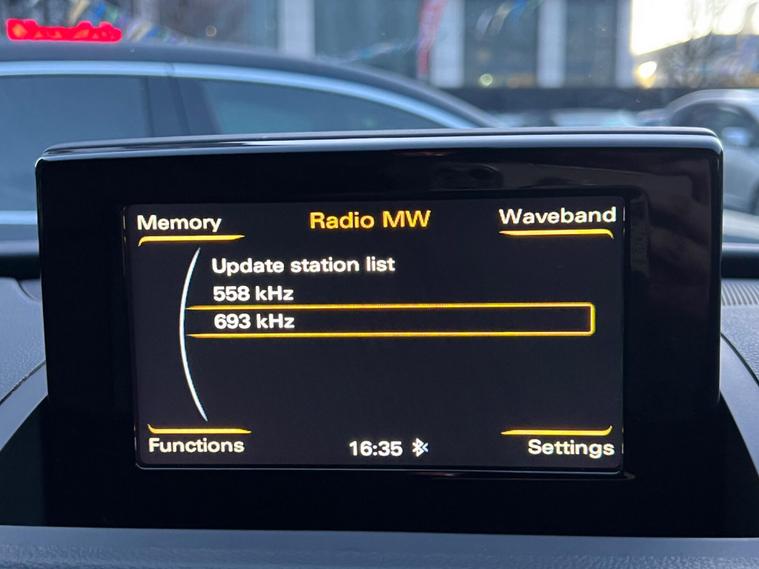 Memory
Radio MW
Waveband
Update station list
558 kHz
693 kHz
Functions
16:35
Settings